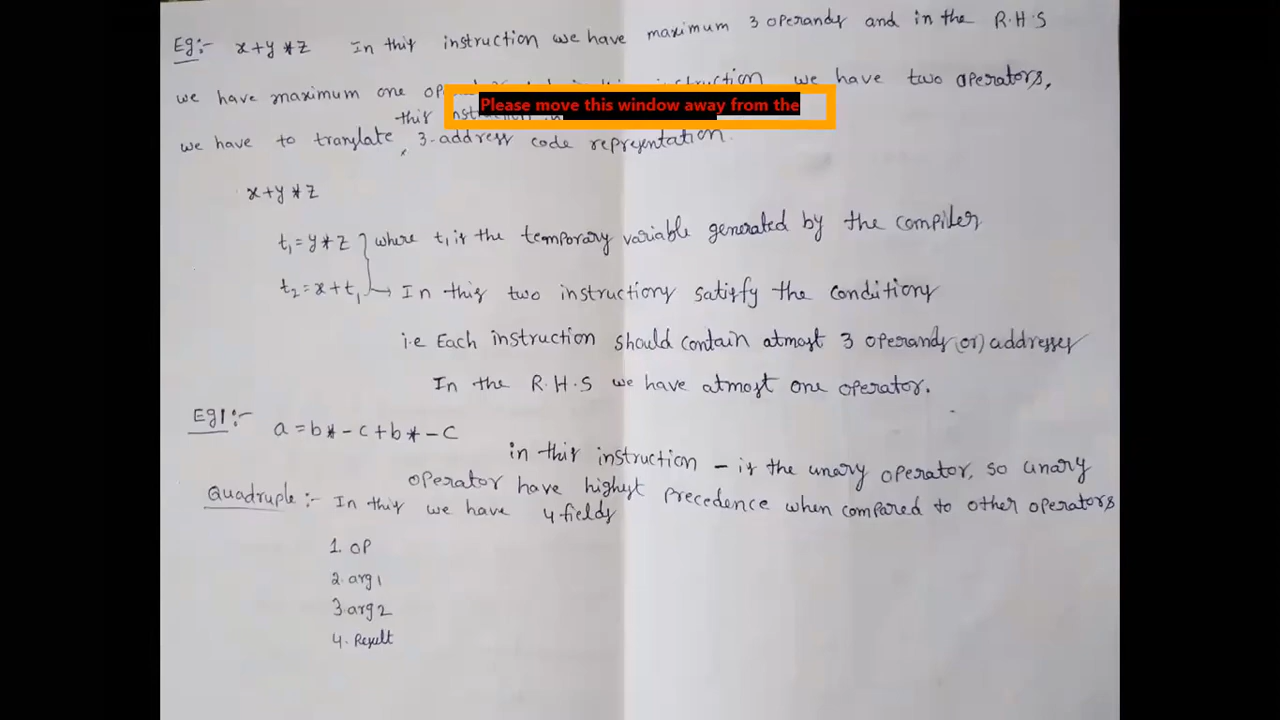 Eg:- x+y*z In this instruction we have maximum 3 operands and in the R.H.S
we have maximum one we have two operators,
Please move this window away from the
this
we have to translate 3-address code representation.
x+y*z
t1=y*z where t1 is the temporary variable generated by the compiler
t2=x+t1 → In this two instructions satisfy the conditions
i.e Each instruction should contain atmost 3 operands (or) addresses
In the R.H.S we have atmost one operator.
Eg1:- a=b*-c+b*-c
in this instruction - is the unary operator, so unary
operator have highest precedence when compared to other operators
Quadruple:- In this we have 4 fields
1. OP
2. arg1
3. arg2
4. Result